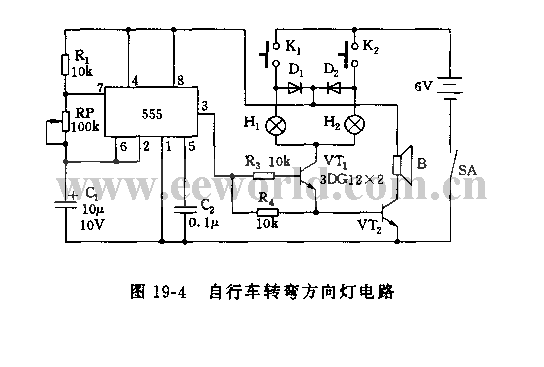 K₁
K₂
R₁
10k
4
8
D₁
D₂
7
3
555
6V
RP
100k
H₁
H₂
6
2
1
5
R₃ 10k
VT₁
3DG12×2
B
SA
www.eeworld.com.cn
C₁
10μ
10V
+
C₂
0.1μ
R₄
10k
VT₂
图 19-4 自行车转弯方向灯电路